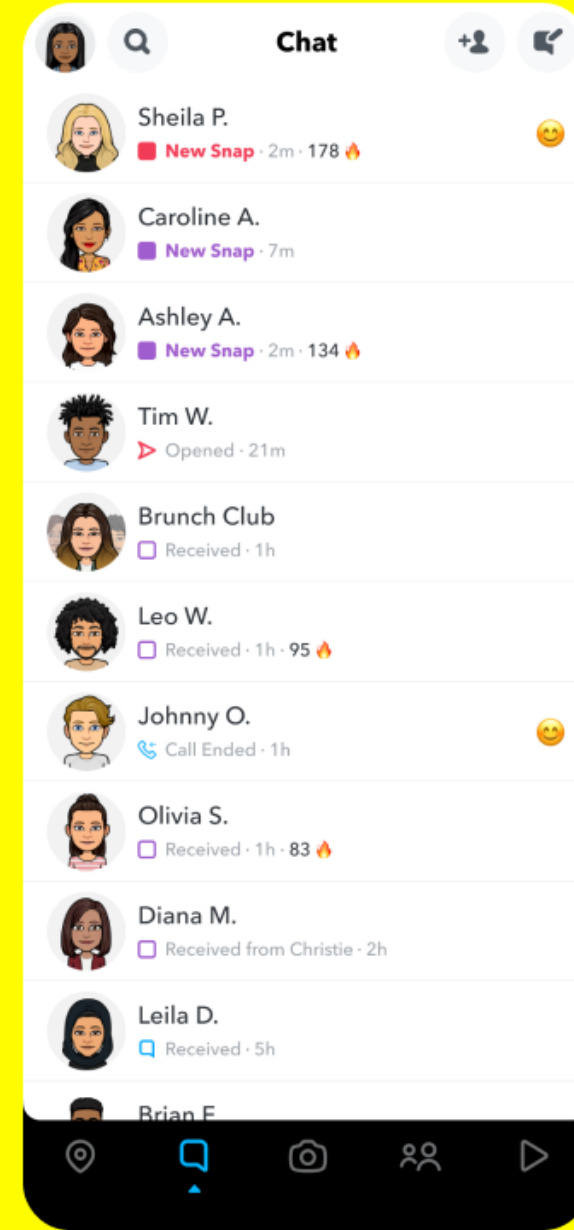 Chat
Sheila P.
New Snap · 2m · 178 🔥
😊
Caroline A.
New Snap · 7m
Ashley A.
New Snap · 2m · 134 🔥
Tim W.
Opened · 21m
Brunch Club
Received · 1h
Leo W.
Received · 1h · 95 🔥
Johnny O.
Call Ended · 1h
😊
Olivia S.
Received · 1h · 83 🔥
Diana M.
Received from Christie · 2h
Leila D.
Received · 5h
Brian